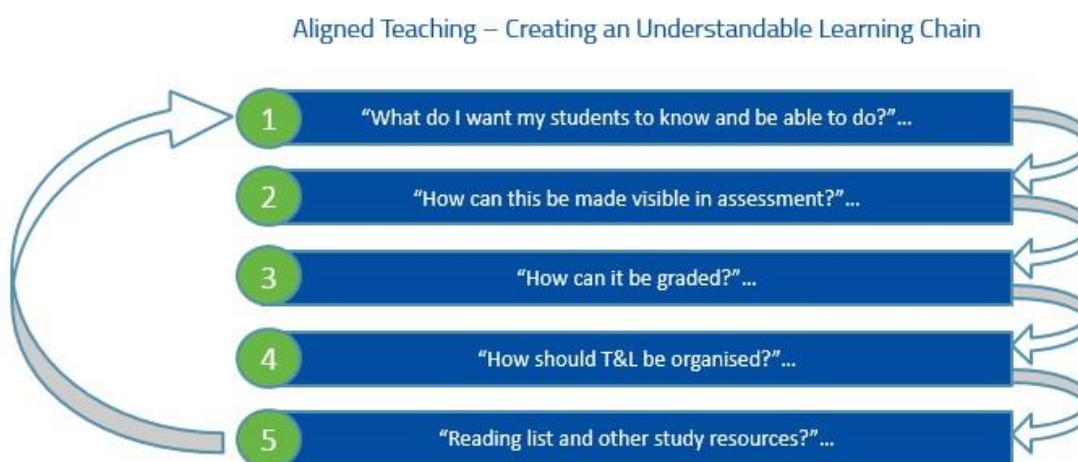 Aligned Teaching – Creating an Understandable Learning Chain
1
“What do I want my students to know and be able to do?”...
2
“How can this be made visible in assessment?”...
3
“How can it be graded?”...
4
“How should T&L be organised?”...
5
“Reading list and other study resources?”...